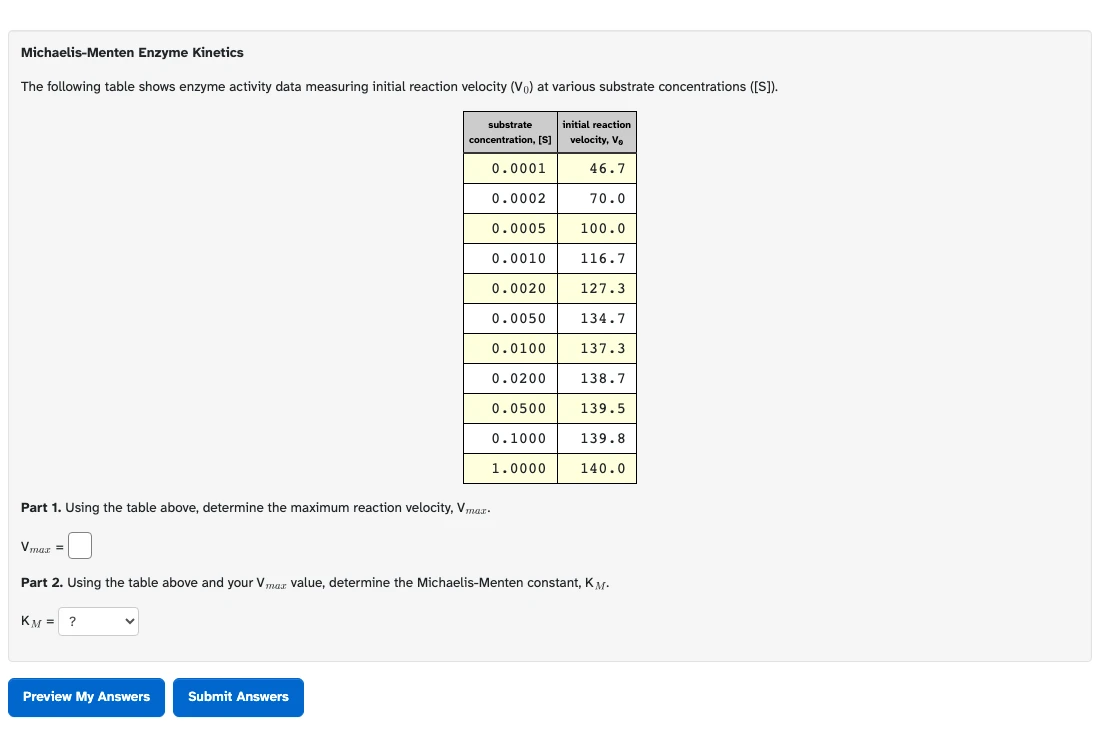 Michaelis-Menten Enzyme Kinetics
The following table shows enzyme activity data measuring initial reaction velocity (V₀) at various substrate concentrations ([S]).
substrate concentration, [S] initial reaction velocity, V₀
0.0001 46.7
0.0002 70.0
0.0005 100.0
0.0010 116.7
0.0020 127.3
0.0050 134.7
0.0100 137.3
0.0200 138.7
0.0500 139.5
0.1000 139.8
1.0000 140.0
Part 1. Using the table above, determine the maximum reaction velocity, Vmax.
Vmax =
Part 2. Using the table above and your Vmax value, determine the Michaelis-Menten constant, KM.
KM = ?
Preview My Answers Submit Answers